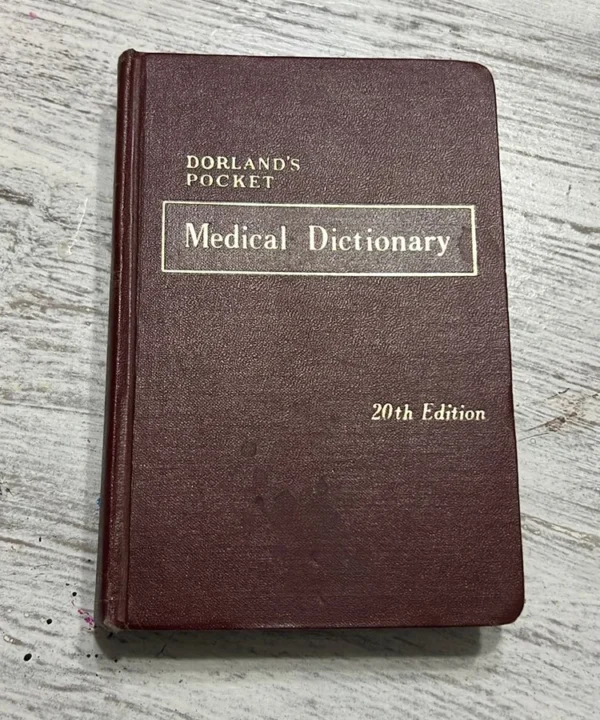 DORLAND'S
POCKET
Medical Dictionary
20th Edition